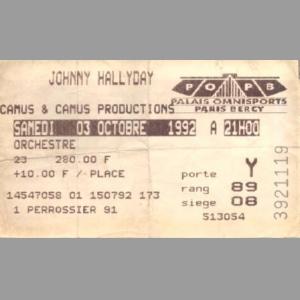 JOHNNY HALLYDAY
POPB
PALAIS OMNISPORTS
PARIS BERCY
CAMUS & CAMUS PRODUCTIONS
SAMEDI 03 OCTOBRE 1992 A 21H00
ORCHESTRE
23 280.00 F
+10.00 F / PLACE
porte Y
rang 89
siege 08
14547058 01 150792 173
1 PERROSSIER 91
513054
3921119